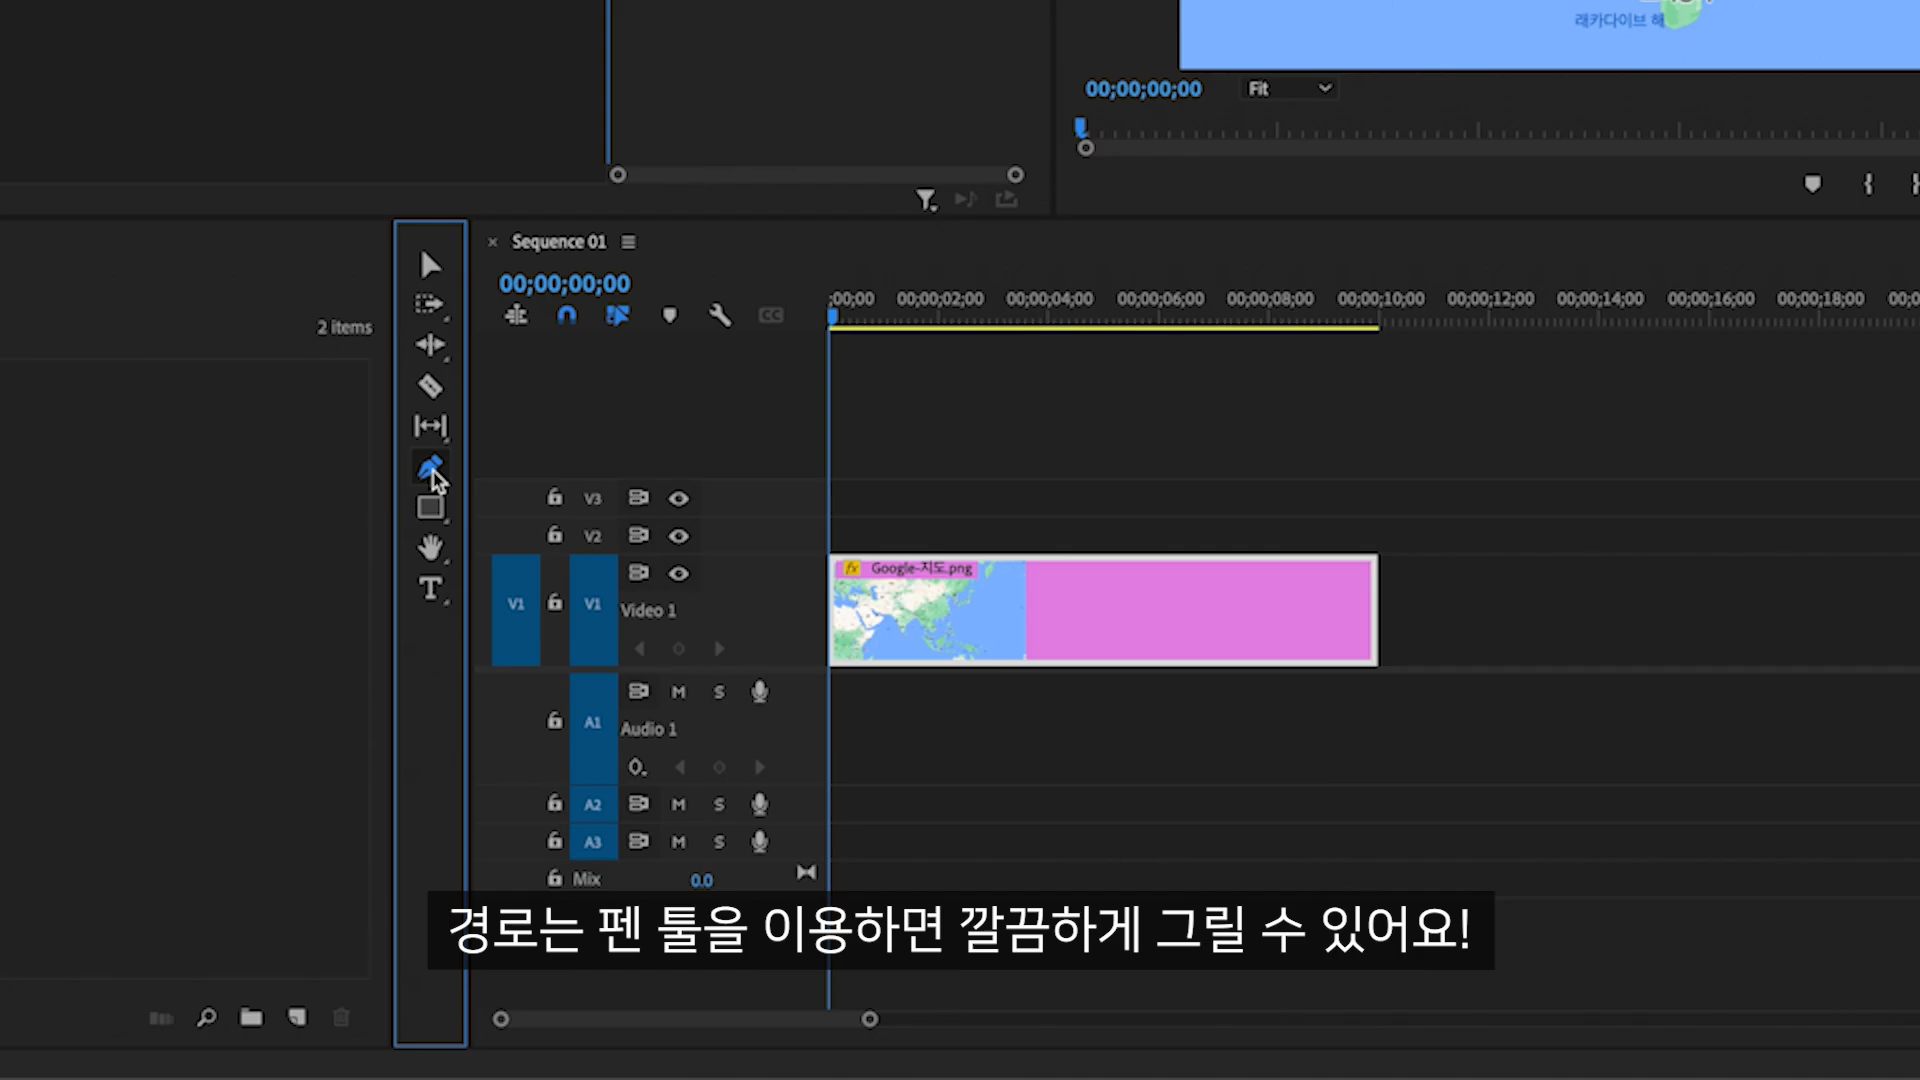 래카다이브 해
00;00;00;00
Fit
× Sequence 01
00;00;00;00
2 items
;00;00 00;00;02;00 00;00;04;00 00;00;06;00 00;00;08;00 00;00;10;00 00;00;12;00 00;00;14;00 00;00;16;00 00;00;18;00 00;0
V3
V2
fx Google-지도.png
V1 V1 Video 1
M S
A1 Audio 1
A2 M S
A3 M S
Mix 0.0
경로는 펜 툴을 이용하면 깔끔하게 그릴 수 있어요!